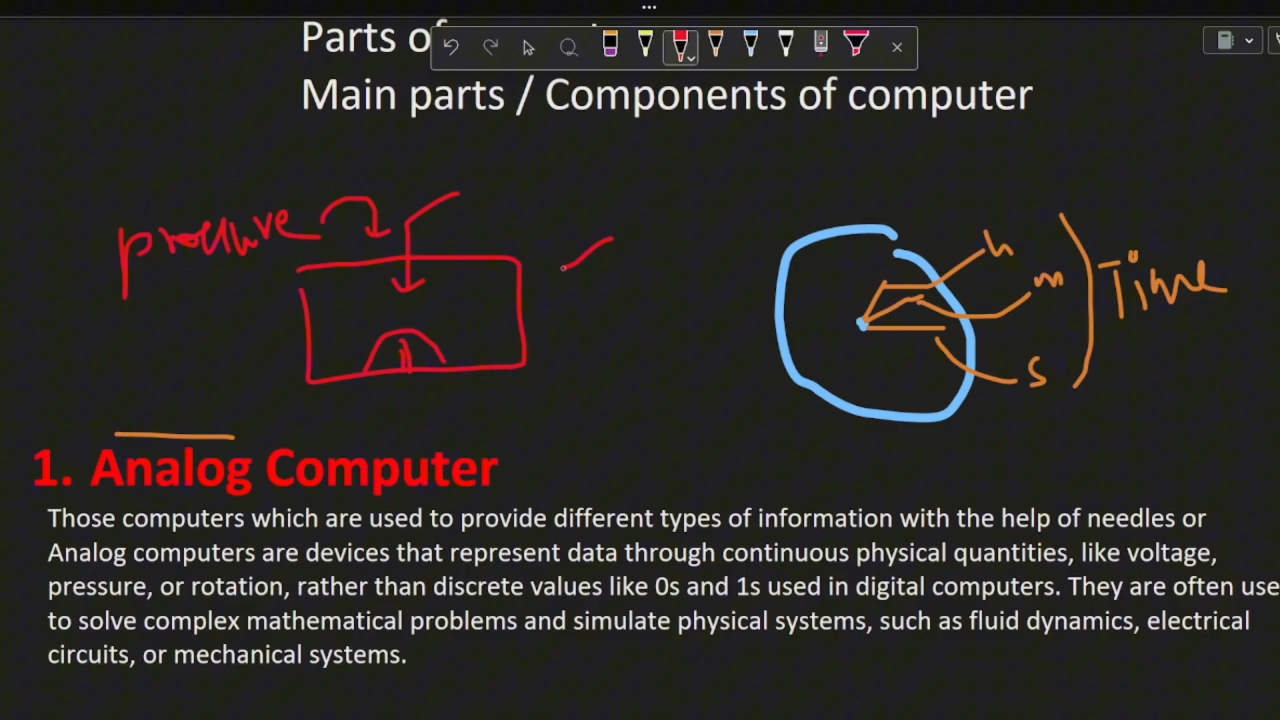 Parts of
Main parts / Components of computer
pressure
h
m
s
Time
1. Analog Computer
Those computers which are used to provide different types of information with the help of needles or
Analog computers are devices that represent data through continuous physical quantities, like voltage,
pressure, or rotation, rather than discrete values like 0s and 1s used in digital computers. They are often use
to solve complex mathematical problems and simulate physical systems, such as fluid dynamics, electrical
circuits, or mechanical systems.